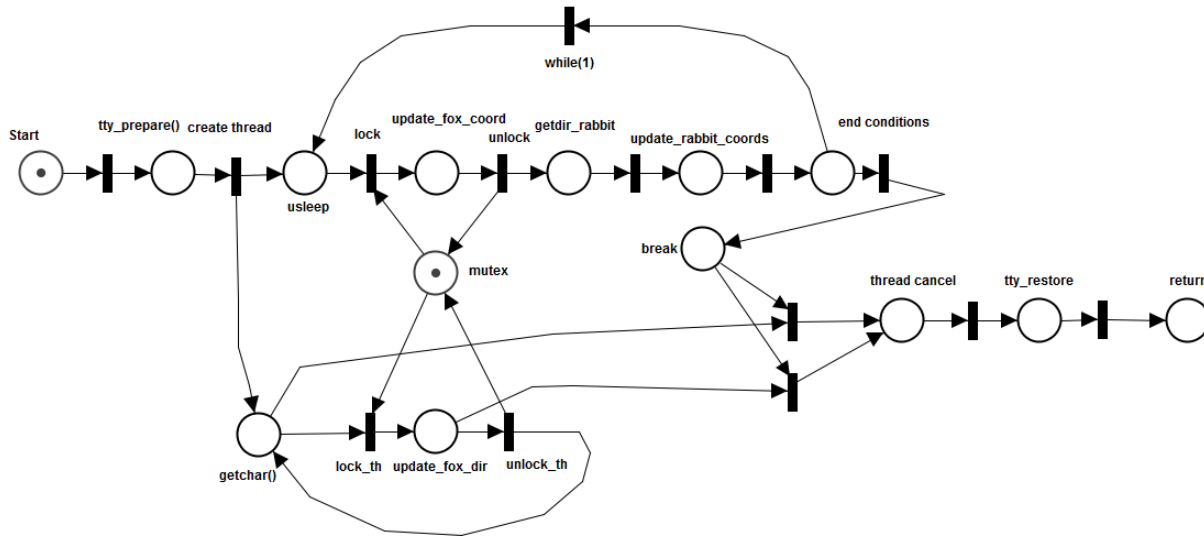 while(1)
Start
tty_prepare()
create thread
lock
update_fox_coord
unlock
getdir_rabbit
update_rabbit_coords
end conditions
usleep
mutex
break
thread cancel
tty_restore
return
getchar()
lock_th
update_fox_dir
unlock_th